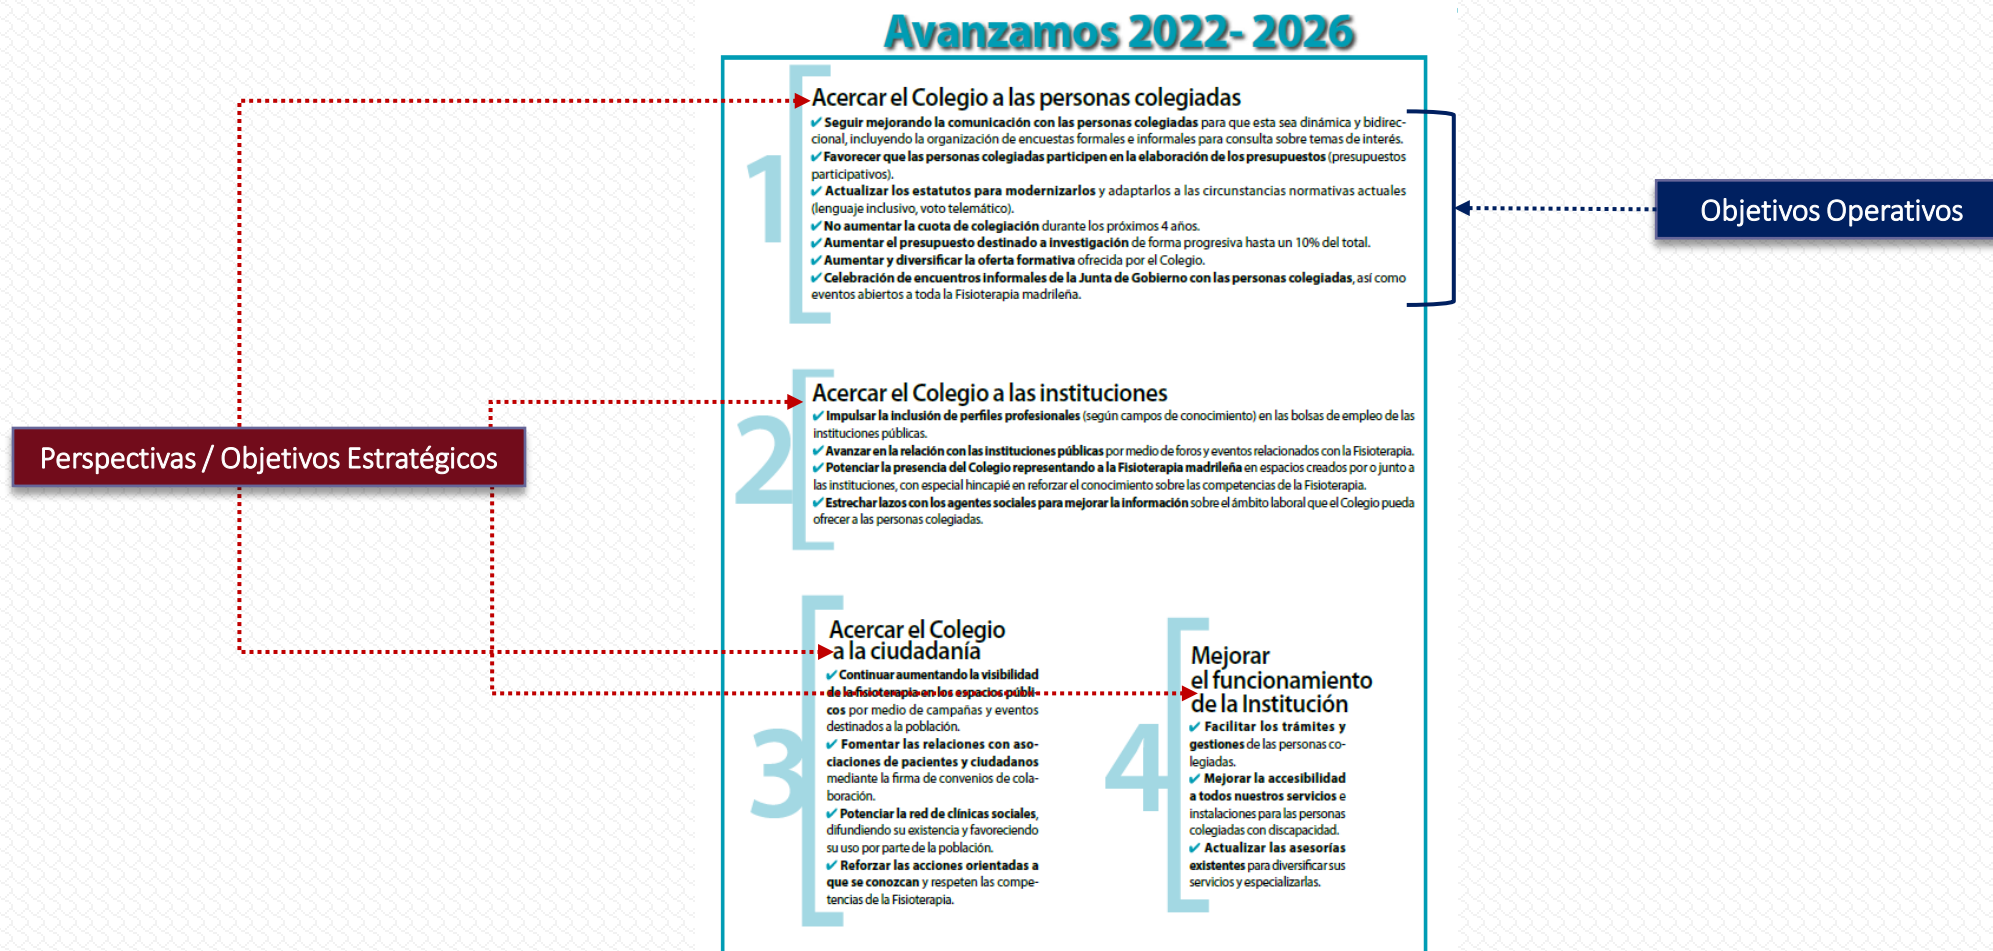 Avanzamos 2022- 2026
1
Acercar el Colegio a las personas colegiadas
✔ Seguir mejorando la comunicación con las personas colegiadas para que esta sea dinámica y bidirec-
cional, incluyendo la organización de encuestas formales e informales para consulta sobre temas de interés.
✔ Favorecer que las personas colegiadas participen en la elaboración de los presupuestos (presupuestos
participativos).
✔ Actualizar los estatutos para modernizarlos y adaptarlos a las circunstancias normativas actuales
(lenguaje inclusivo, voto telemático).
✔ No aumentar la cuota de colegiación durante los próximos 4 años.
✔ Aumentar el presupuesto destinado a investigación de forma progresiva hasta un 10% del total.
✔ Aumentar y diversificar la oferta formativa ofrecida por el Colegio.
✔ Celebración de encuentros informales de la Junta de Gobierno con las personas colegiadas, así como
eventos abiertos a toda la Fisioterapia madrileña.
Objetivos Operativos
Perspectivas / Objetivos Estratégicos
2
Acercar el Colegio a las instituciones
✔ Impulsar la inclusión de perfiles profesionales (según campos de conocimiento) en las bolsas de empleo de las
instituciones públicas.
✔ Avanzar en la relación con las instituciones públicas por medio de foros y eventos relacionados con la Fisioterapia.
✔ Potenciar la presencia del Colegio representando a la Fisioterapia madrileña en espacios creados por o junto a
las instituciones, con especial hincapié en reforzar el conocimiento sobre las competencias de la Fisioterapia.
✔ Estrechar lazos con los agentes sociales para mejorar la información sobre el ámbito laboral que el Colegio pueda
ofrecer a las personas colegiadas.
3
Acercar el Colegio
a la ciudadanía
✔ Continuar aumentando la visibilidad
de la fisioterapia en los espacios públi-
cos por medio de campañas y eventos
destinados a la población.
✔ Fomentar las relaciones con aso-
ciaciones de pacientes y ciudadanos
mediante la firma de convenios de cola-
boración.
✔ Potenciar la red de clínicas sociales,
difundiendo su existencia y favoreciendo
su uso por parte de la población.
✔ Reforzar las acciones orientadas a
que se conozcan y respeten las compe-
tencias de la Fisioterapia.
4
Mejorar
el funcionamiento
de la Institución
✔ Facilitar los trámites y
gestiones de las personas co-
legiadas.
✔ Mejorar la accesibilidad
a todos nuestros servicios e
instalaciones para las personas
colegiadas con discapacidad.
✔ Actualizar las asesorías
existentes para diversificar sus
servicios y especializarlas.